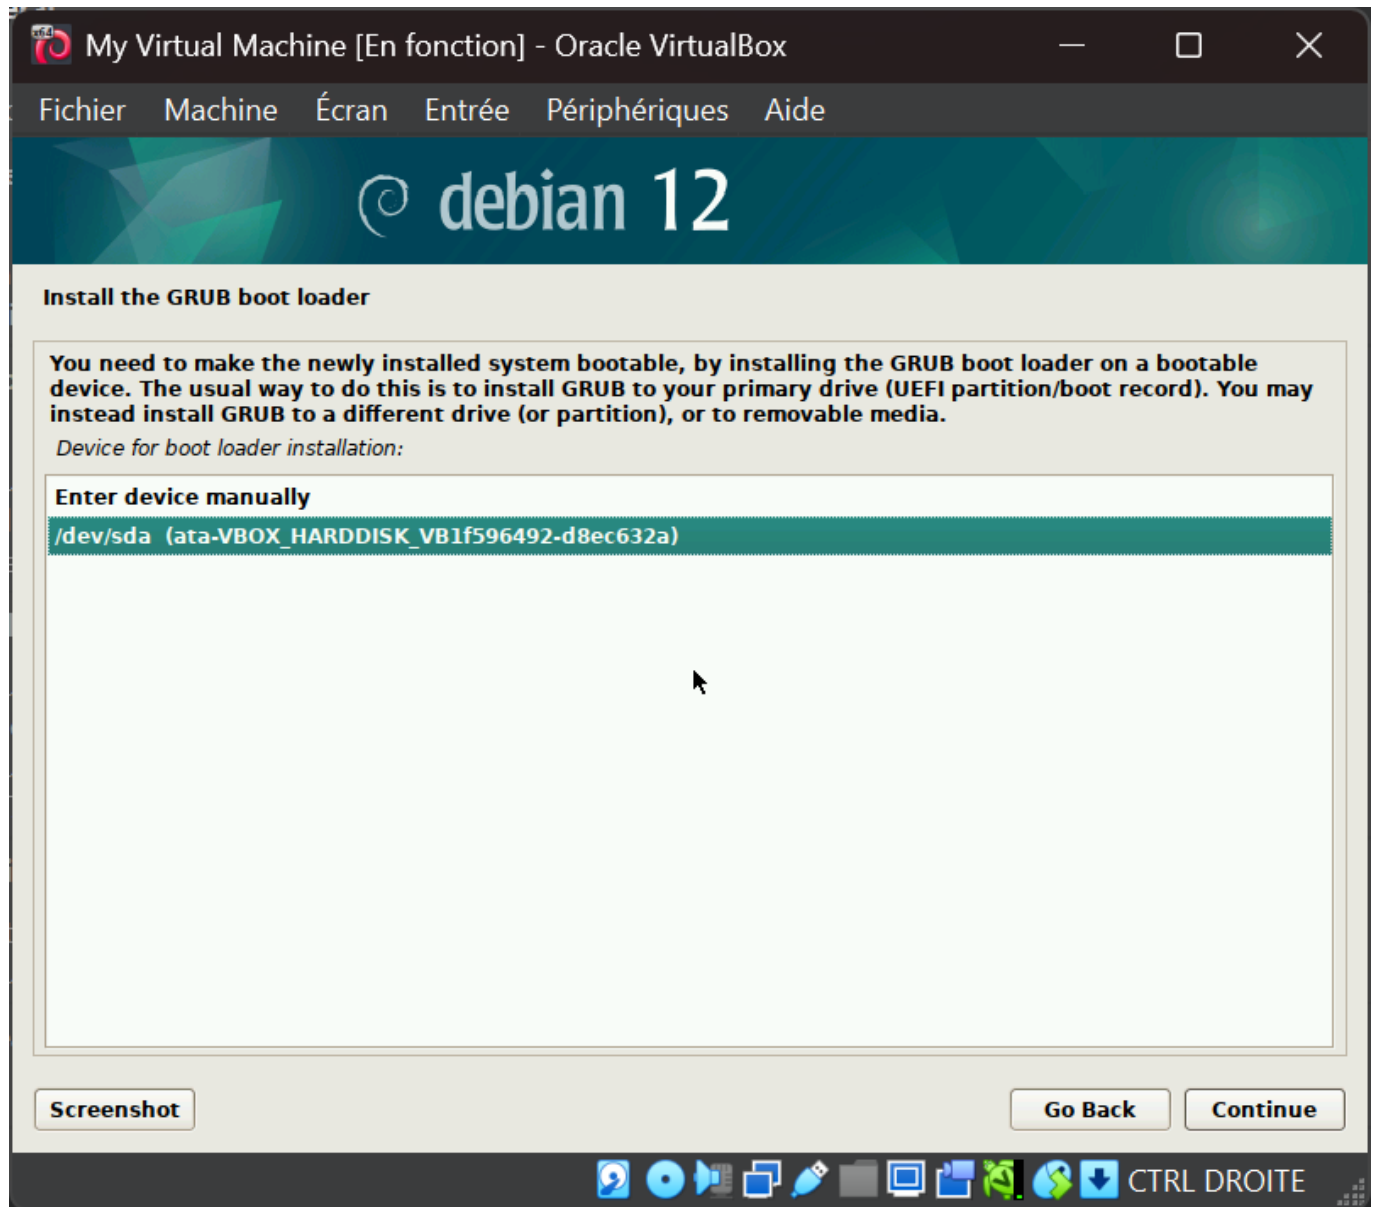 My Virtual Machine [En fonction] - Oracle VirtualBox
Fichier Machine Écran Entrée Périphériques Aide
debian 12
Install the GRUB boot loader
You need to make the newly installed system bootable, by installing the GRUB boot loader on a bootable
device. The usual way to do this is to install GRUB to your primary drive (UEFI partition/boot record). You may
instead install GRUB to a different drive (or partition), or to removable media.
Device for boot loader installation:
Enter device manually
/dev/sda (ata-VBOX_HARDDISK_VB1f596492-d8ec632a)
Screenshot
Go Back
Continue
CTRL DROITE